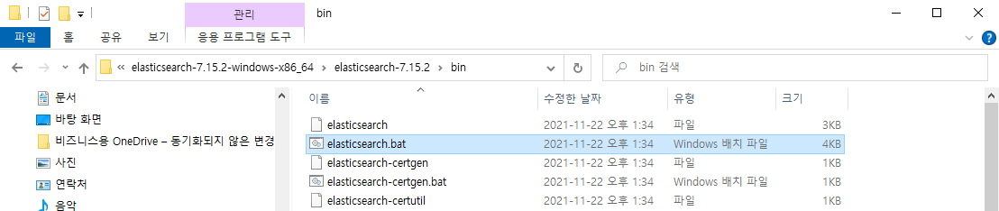 관리
bin
파일
홈
공유
보기
응용 프로그램 도구
« elasticsearch-7.15.2-windows-x86_64 > elasticsearch-7.15.2 > bin
bin 검색
문서
바탕 화면
비즈니스용 OneDrive – 동기화되지 않은 변경
사진
연락처
음악
이름 수정한 날짜 유형 크기
elasticsearch 2021-11-22 오후 1:34 파일 3KB
elasticsearch.bat 2021-11-22 오후 1:34 Windows 배치 파일 4KB
elasticsearch-certgen 2021-11-22 오후 1:34 파일 1KB
elasticsearch-certgen.bat 2021-11-22 오후 1:34 Windows 배치 파일 1KB
elasticsearch-certutil 2021-11-22 오후 1:34 파일 1KB